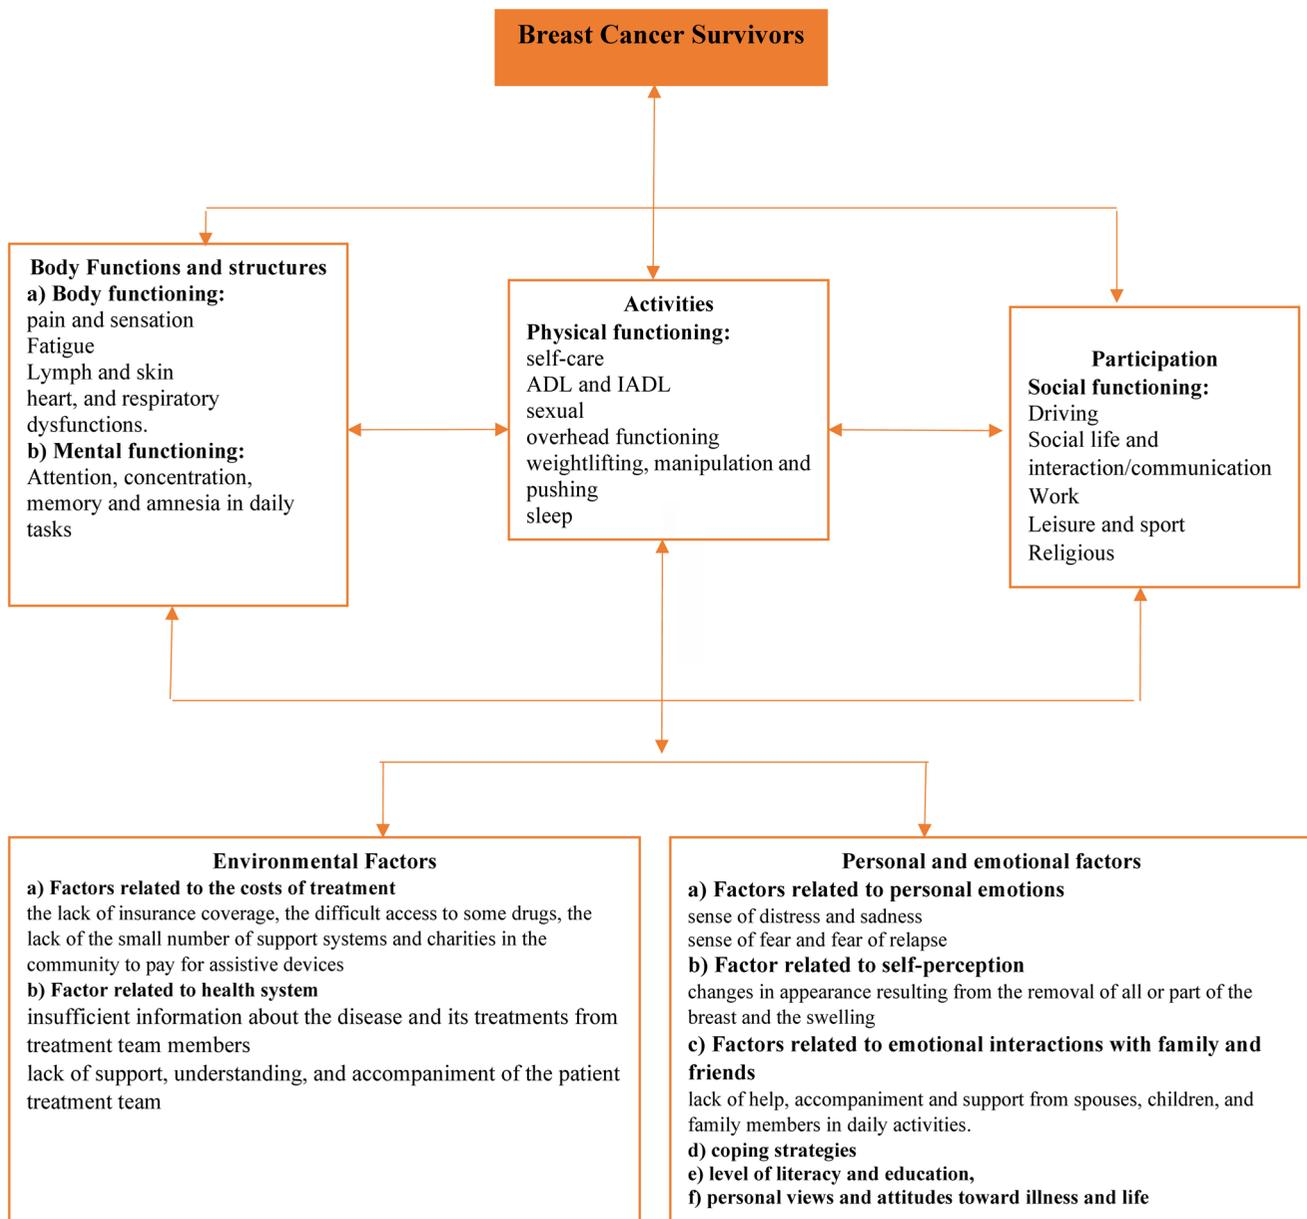 Breast Cancer Survivors
Body Functions and structures
a) Body functioning:
pain and sensation
Fatigue
Lymph and skin
heart, and respiratory
dysfunctions.
b) Mental functioning:
Attention, concentration,
memory and amnesia in daily
tasks
Activities
Physical functioning:
self-care
ADL and IADL
sexual
overhead functioning
weightlifting, manipulation and
pushing
sleep
Participation
Social functioning:
Driving
Social life and
interaction/communication
Work
Leisure and sport
Religious
Environmental Factors
a) Factors related to the costs of treatment
the lack of insurance coverage, the difficult access to some drugs, the
lack of the small number of support systems and charities in the
community to pay for assistive devices
b) Factor related to health system
insufficient information about the disease and its treatments from
treatment team members
lack of support, understanding, and accompaniment of the patient
treatment team
Personal and emotional factors
a) Factors related to personal emotions
sense of distress and sadness
sense of fear and fear of relapse
b) Factor related to self-perception
changes in appearance resulting from the removal of all or part of the
breast and the swelling
c) Factors related to emotional interactions with family and
friends
lack of help, accompaniment and support from spouses, children, and
family members in daily activities.
d) coping strategies
e) level of literacy and education,
f) personal views and attitudes toward illness and life